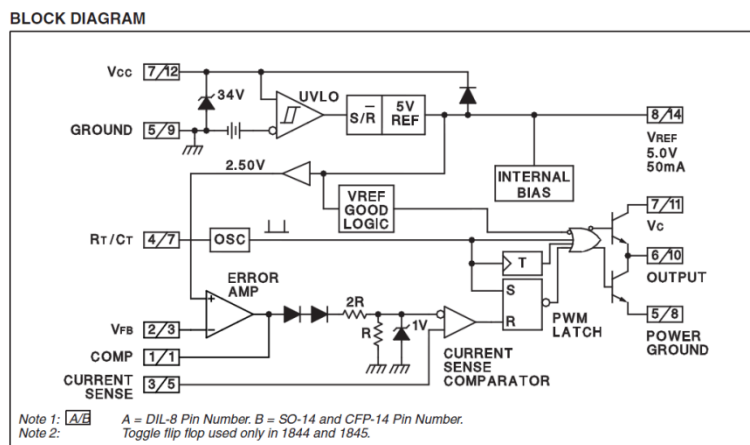 BLOCK DIAGRAM
VCC 7/12
34V
UVLO
S/R̅
5V
REF
GROUND 5/9
8/14
VREF
5.0V
50mA
2.50V
INTERNAL
BIAS
VREF
GOOD
LOGIC
7/11
VC
RT/CT 4/7
OSC
T
6/10
OUTPUT
ERROR
AMP
S
R
PWM
LATCH
2R
R
1V
VFB 2/3
5/8
POWER
GROUND
COMP 1/1
CURRENT
SENSE
COMPARATOR
CURRENT
SENSE 3/5
Note 1: A/B A = DIL-8 Pin Number. B = SO-14 and CFP-14 Pin Number.
Note 2: Toggle flip flop used only in 1844 and 1845.